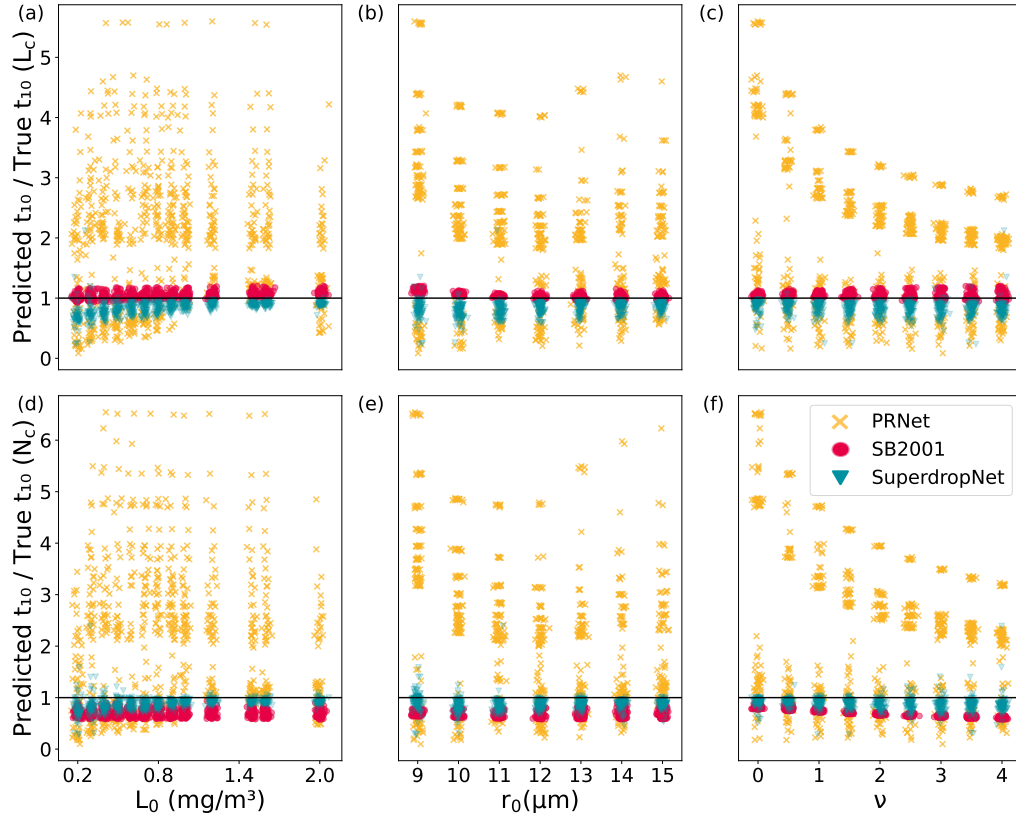 (a) (b) (c)
Predicted t₁₀ / True t₁₀ (L_c)
5
4
3
2
1
0
(d) (e) (f)
Predicted t₁₀ / True t₁₀ (N_c)
6
5
4
3
2
1
0
PRNet
SB2001
SuperdropNet
0.2 0.8 1.4 2.0 9 10 11 12 13 14 15 0 1 2 3 4
L₀ (mg/m³) r₀(μm) ν